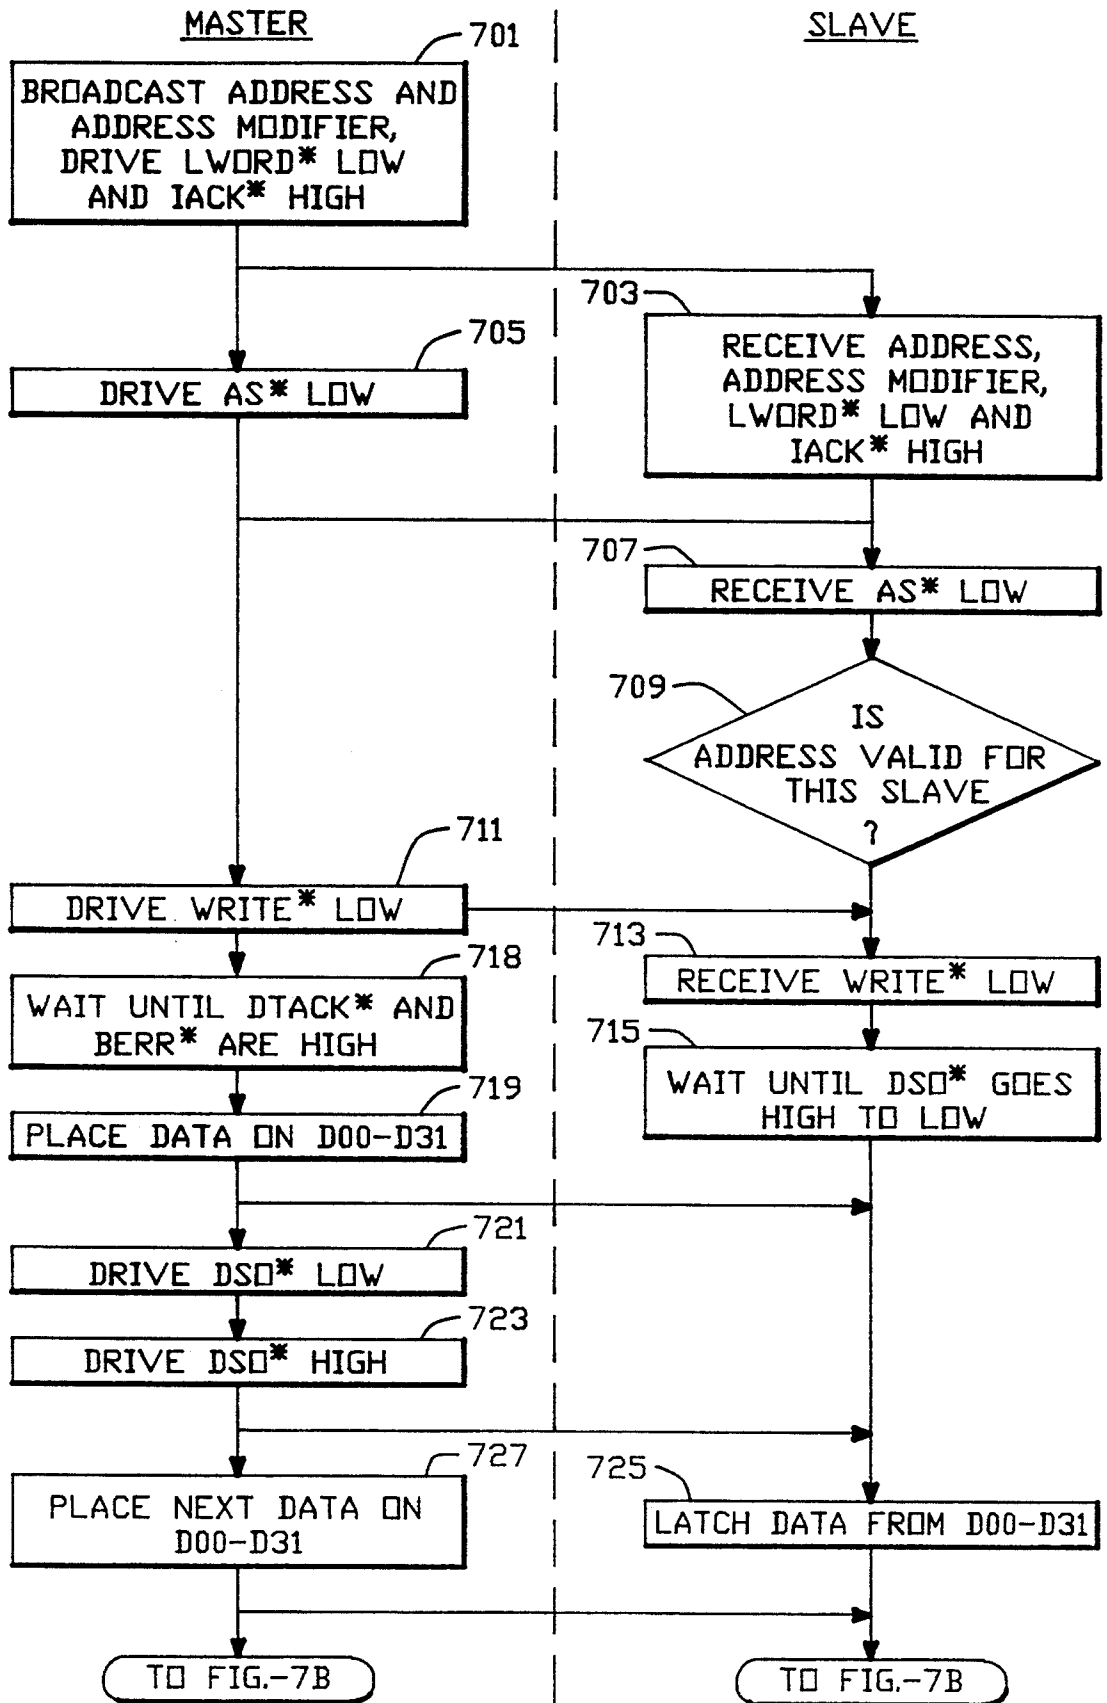 MASTER
SLAVE
701
BROADCAST ADDRESS AND
ADDRESS MODIFIER,
DRIVE LWORD* LOW
AND IACK* HIGH
703
RECEIVE ADDRESS,
ADDRESS MODIFIER,
LWORD* LOW AND
IACK* HIGH
705
DRIVE AS* LOW
707
RECEIVE AS* LOW
709
IS
ADDRESS VALID FOR
THIS SLAVE
?
711
DRIVE WRITE* LOW
713
RECEIVE WRITE* LOW
718
WAIT UNTIL DTACK* AND
BERR* ARE HIGH
715
WAIT UNTIL DSO* GOES
HIGH TO LOW
719
PLACE DATA ON D00-D31
721
DRIVE DSO* LOW
723
DRIVE DSO* HIGH
727
PLACE NEXT DATA ON
D00-D31
725
LATCH DATA FROM D00-D31
TO FIG.-7B
TO FIG.-7B